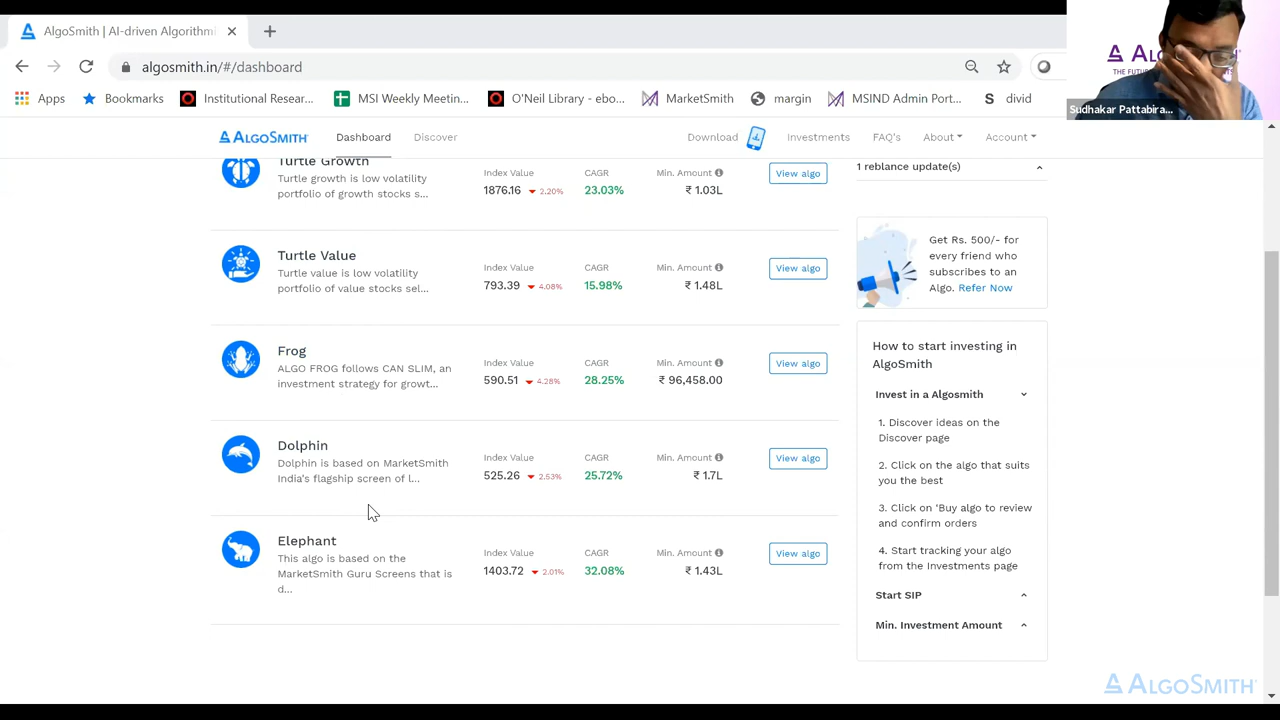 AlgoSmith | AI-driven Algorithmi
algosmith.in/#/dashboard
Apps
Bookmarks
Institutional Resear...
MSI Weekly Meetin...
O'Neil Library - ebo...
MarketSmith
margin
MSIND Admin Port...
S divid
THE FUTU
Sudhakar Pattabira...
ALGOSMITH
Dashboard
Discover
Download
Investments
FAQ's
About
Account
Turtle Growth
Turtle growth is low volatility
portfolio of growth stocks s...
Index Value
1876.16 2.20%
CAGR
23.03%
Min. Amount
₹ 1.03L
View algo
Turtle Value
Turtle value is low volatility
portfolio of value stocks sel...
Index Value
793.39 4.08%
CAGR
15.98%
Min. Amount
₹ 1.48L
View algo
Frog
ALGO FROG follows CAN SLIM, an
investment strategy for growt...
Index Value
590.51 4.28%
CAGR
28.25%
Min. Amount
₹ 96,458.00
View algo
Dolphin
Dolphin is based on MarketSmith
India's flagship screen of l...
Index Value
525.26 2.53%
CAGR
25.72%
Min. Amount
₹ 1.7L
View algo
Elephant
This algo is based on the
MarketSmith Guru Screens that is
d...
Index Value
1403.72 2.01%
CAGR
32.08%
Min. Amount
₹ 1.43L
View algo
1 reblance update(s)
Get Rs. 500/- for
every friend who
subscribes to an
Algo. Refer Now
How to start investing in
AlgoSmith
Invest in a Algosmith
1. Discover ideas on the
Discover page
2. Click on the algo that suits
you the best
3. Click on 'Buy algo to review
and confirm orders
4. Start tracking your algo
from the Investments page
Start SIP
Min. Investment Amount
ALGOSMITH